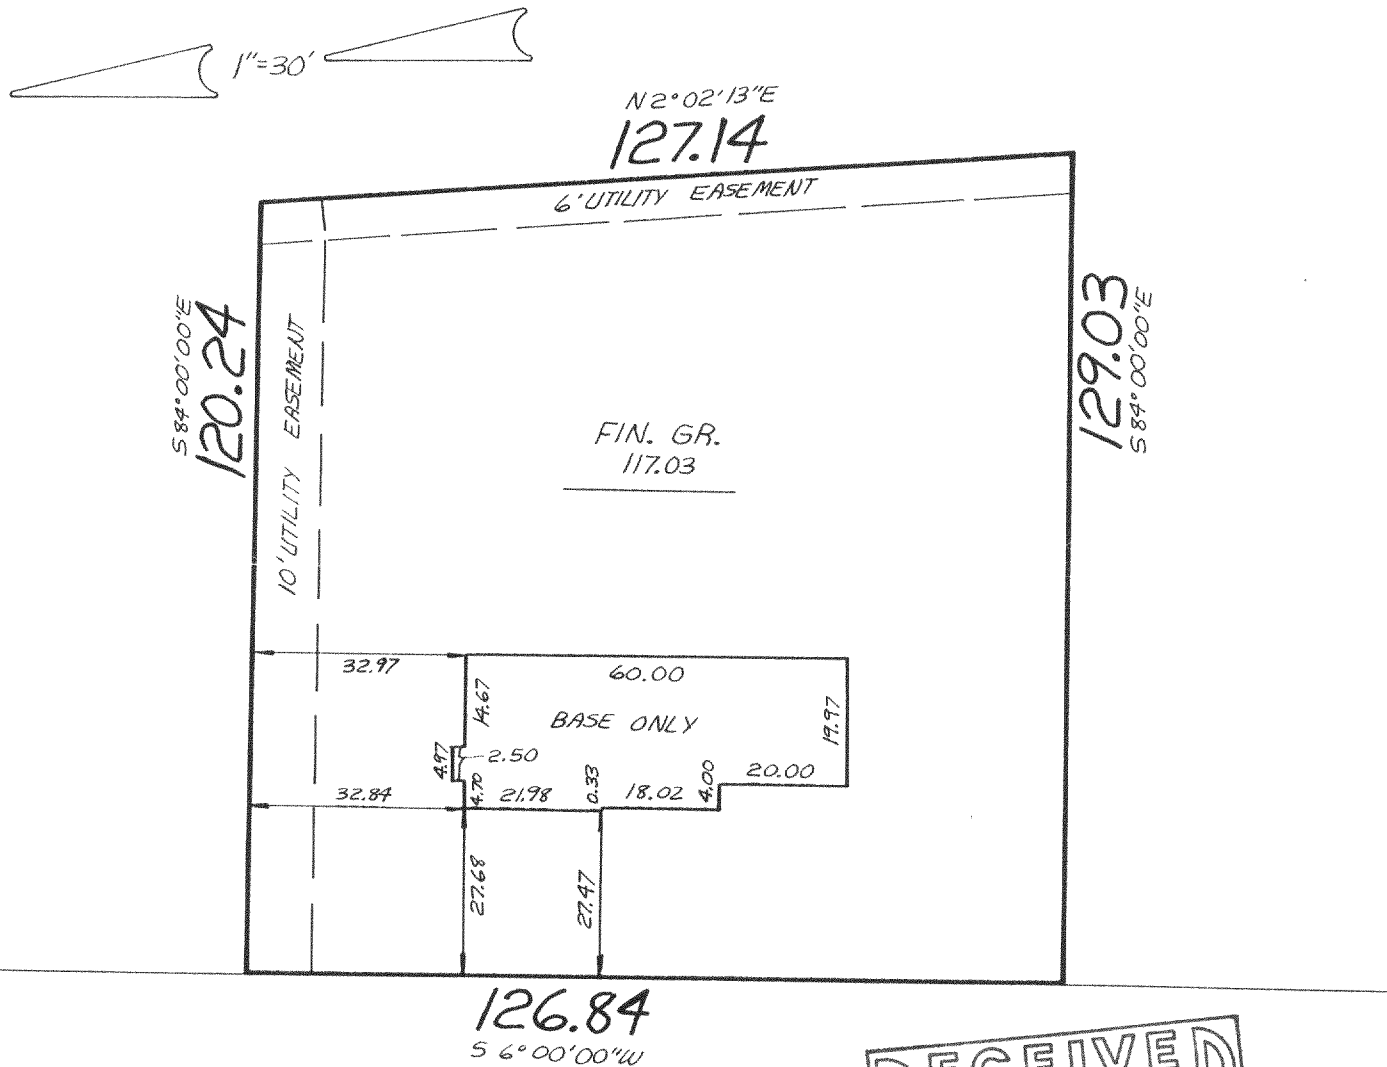 1"=30'
N 2° 02' 13" E
127.14
6' UTILITY EASEMENT
S 84° 00' 00" E
120.24
10' UTILITY EASEMENT
129.03
S 84° 00' 00" E
FIN. GR.
117.03
32.97
60.00
14.67
BASE ONLY
19.97
4.97
2.50
32.84
4.70
21.98
0.33
18.02
4.00
20.00
27.68
27.47
126.84
S 6° 00' 00" W
RECEIVED